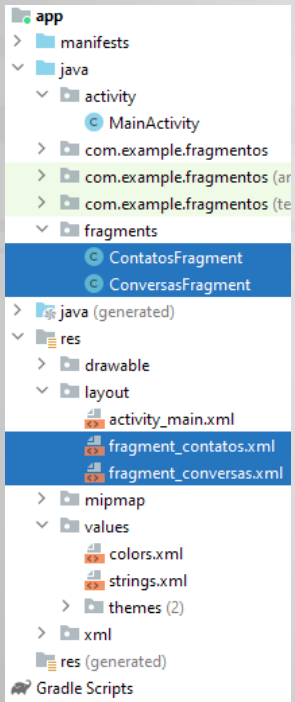 app
manifests
java
activity
MainActivity
com.example.fragmentos
com.example.fragmentos (ar
com.example.fragmentos (te
fragments
ContatosFragment
ConversasFragment
java (generated)
res
drawable
layout
activity_main.xml
fragment_contatos.xml
fragment_conversas.xml
mipmap
values
colors.xml
strings.xml
themes (2)
xml
res (generated)
Gradle Scripts